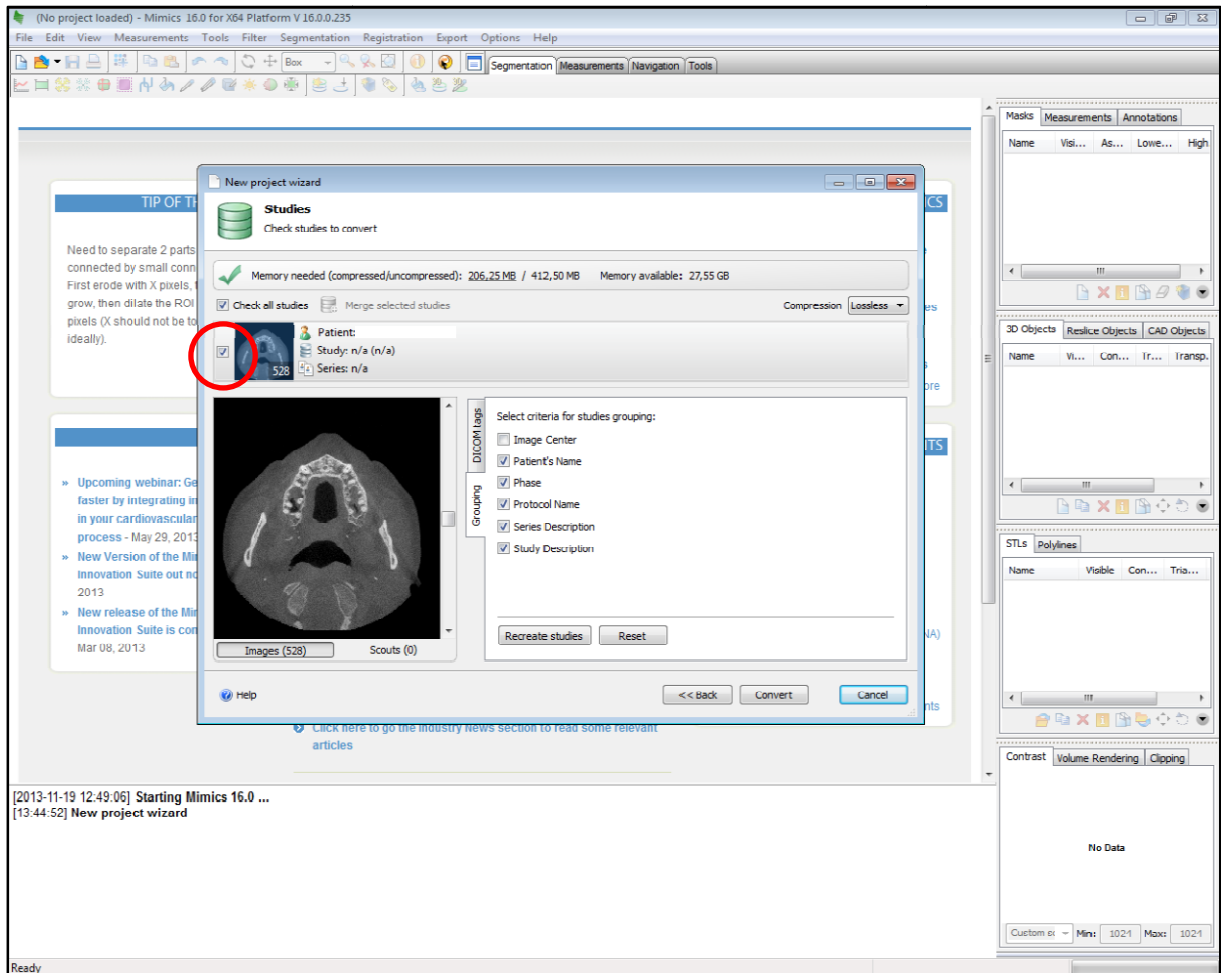 (No project loaded) - Mimics 16.0 for X64 Platform V 16.0.0.235
File Edit View Measurements Tools Filter Segmentation Registration Export Options Help
Box Segmentation Measurements Navigation Tools
Masks Measurements Annotations
Name Visi... As... Lowe... High
New project wizard
TIP OF TH
CS
Studies
Check studies to convert
Need to separate 2 parts
connected by small conn
First erode with X pixels, t
grow, then dilate the ROI
pixels (X should not be to
ideally).
Memory needed (compressed/uncompressed): 206,25 MB / 412,50 MB Memory available: 27,55 GB
Check all studies Merge selected studies Compression Lossless
es
Patient:
Study: n/a (n/a)
528 Series: n/a
s
ore
3D Objects Reslice Objects CAD Objects
Name Vi... Con... Tr... Transp.
DICOM tags
Grouping
Select criteria for studies grouping:
Image Center
Patient's Name
Phase
Protocol Name
Series Description
Study Description
Recreate studies Reset
Images (528) Scouts (0)
TS
» Upcoming webinar: Ge
faster by integrating in
in your cardiovascular
process - May 29, 2013
» New Version of the Mir
Innovation Suite out no
2013
» New release of the Mir
Innovation Suite is con
Mar 08, 2013
NA)
STLs Polylines
Name Visible Con... Tria...
Help << Back Convert Cancel
nts
Click here to go the Industry News section to read some relevant
articles
Contrast Volume Rendering Clipping
No Data
Custom sc Min: 1024 Max: 1024
[2013-11-19 12:49:06] Starting Mimics 16.0 ...
[13:44:52] New project wizard
Ready